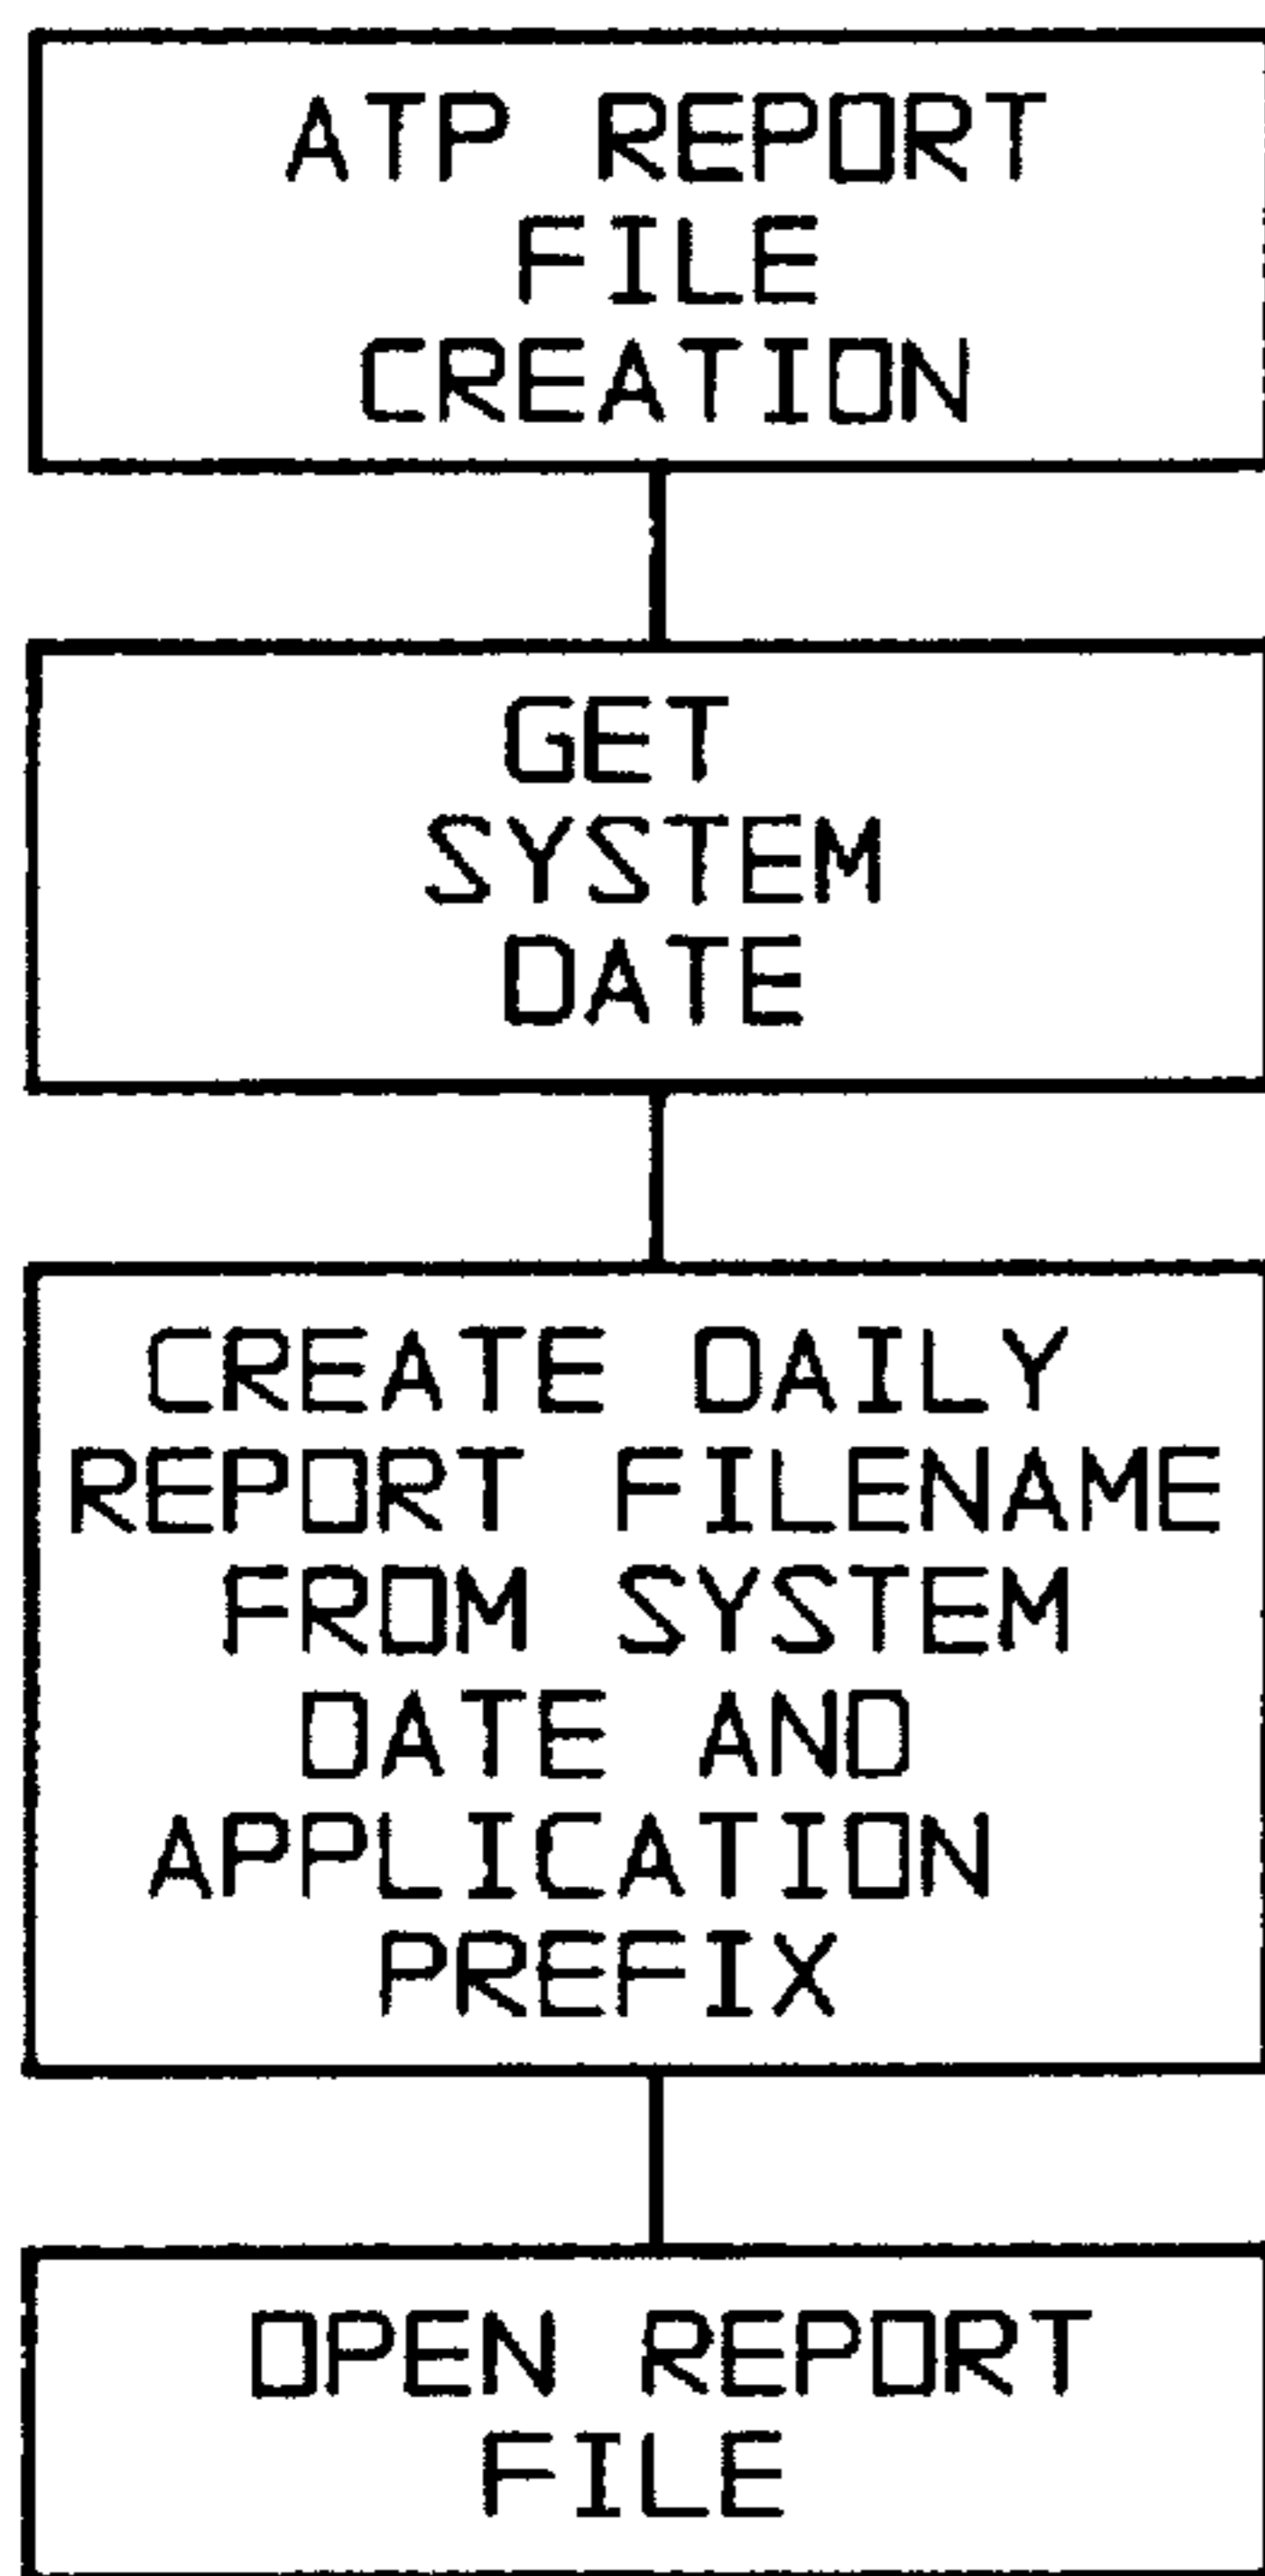 ATP REPORT
FILE
CREATION
GET
SYSTEM
DATE
CREATE DAILY
REPORT FILENAME
FROM SYSTEM
DATE AND
APPLICATION
PREFIX
OPEN REPORT
FILE